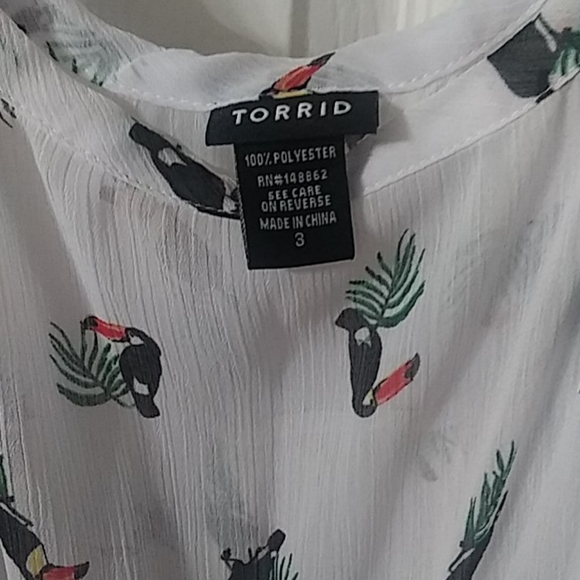 TORRID
100% POLYESTER
RN#148862
SEE CARE
ON REVERSE
MADE IN CHINA
3